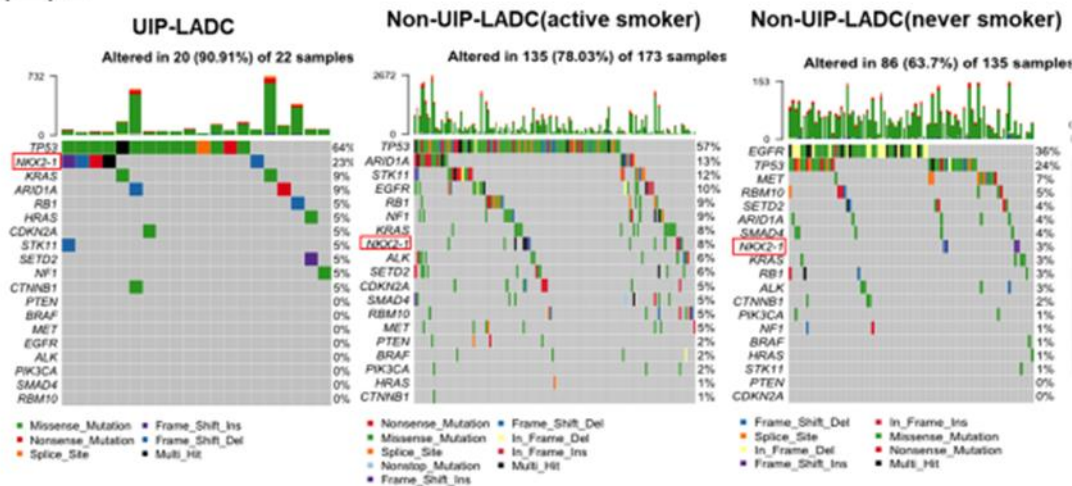 UIP-LADC
Altered in 20 (90.91%) of 22 samples
732
0
TP53 64%
NKX2-1 23%
KRAS 9%
ARID1A 9%
RB1 5%
HRAS 5%
CDKN2A 5%
STK11 5%
SETD2 5%
NF1 5%
CTNNB1 5%
PTEN 0%
BRAF 0%
MET 0%
EGFR 0%
ALK 0%
PIK3CA 0%
SMAD4 0%
RBM10 0%
Missense_Mutation Frame_Shift_Ins
Nonsense_Mutation Frame_Shift_Del
Splice_Site Multi_Hit
Non-UIP-LADC(active smoker)
Altered in 135 (78.03%) of 173 samples
2672
0
TP53 57%
ARID1A 13%
STK11 12%
EGFR 10%
RB1 9%
NF1 9%
KRAS 8%
NKX2-1 8%
ALK 6%
SETD2 6%
CDKN2A 5%
SMAD4 5%
RBM10 5%
MET 5%
PTEN 2%
BRAF 2%
PIK3CA 2%
HRAS 1%
CTNNB1 1%
Nonsense_Mutation Frame_Shift_Del
Missense_Mutation In_Frame_Del
Splice_Site In_Frame_Ins
Nonstop_Mutation Multi_Hit
Frame_Shift_Ins
Non-UIP-LADC(never smoker)
Altered in 86 (63.7%) of 135 samples
153
0
EGFR 36%
TP53 24%
MET 7%
RBM10 5%
SETD2 4%
ARID1A 4%
SMAD4 4%
NKX2-1 3%
KRAS 3%
RB1 3%
ALK 3%
CTNNB1 2%
PIK3CA 1%
NF1 1%
BRAF 1%
HRAS 1%
STK11 1%
PTEN 0%
CDKN2A 0%
Frame_Shift_Del In_Frame_Ins
Splice_Site Missense_Mutation
In_Frame_Del Nonsense_Mutation
Frame_Shift_Ins Multi_Hit